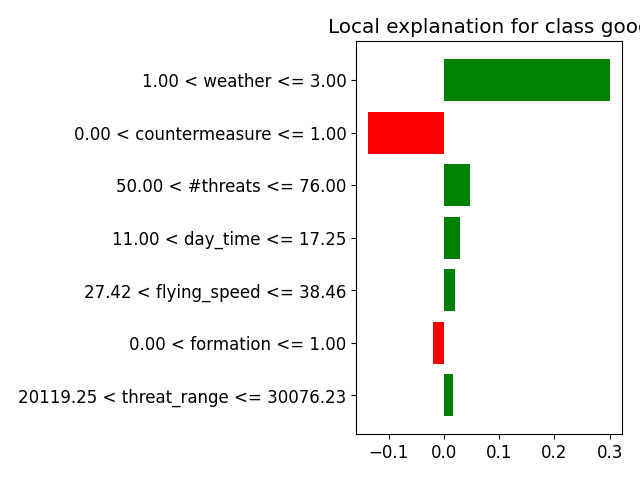 Local explanation for class good
1.00 < weather <= 3.00
0.00 < countermeasure <= 1.00
50.00 < #threats <= 76.00
11.00 < day_time <= 17.25
27.42 < flying_speed <= 38.46
0.00 < formation <= 1.00
20119.25 < threat_range <= 30076.23
−0.1 0.0 0.1 0.2 0.3